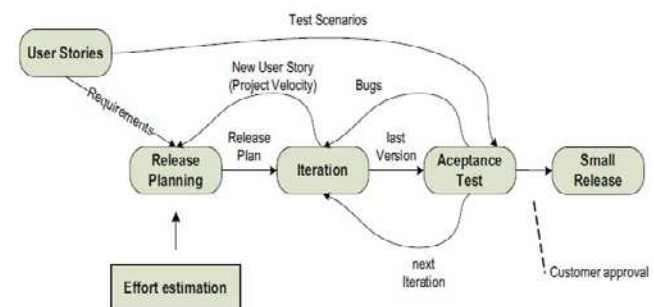 Test Scenarios
User Stories
New User Story
(Project Velocity)
Bugs
Requirements
Release
Plan
last
Version
Release
Planning
Iteration
Aceptance
Test
Small
Release
next
Iteration
Customer approval
Effort estimation